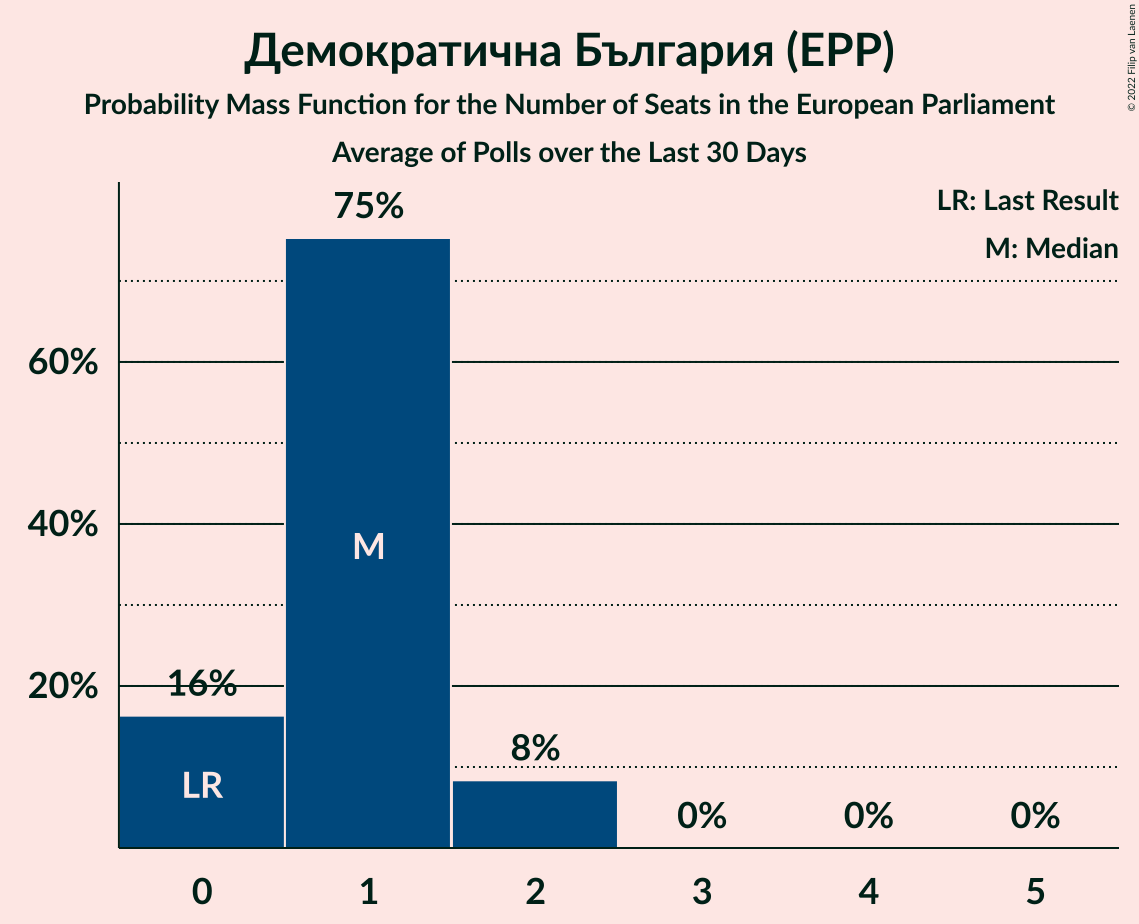 Демократична България (EPP)
Probability Mass Function for the Number of Seats in the European Parliament
Average of Polls over the Last 30 Days
© 2022 Filip van Laenen
LR: Last Result
M: Median
75%
60%
40%
20%
M
16%
LR
8%
0%
0%
0%
0
1
2
3
4
5